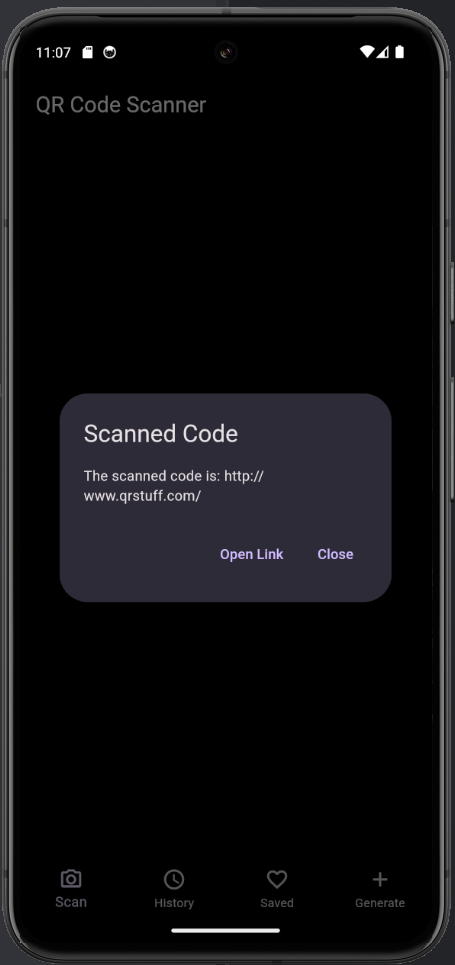 11:07
QR Code Scanner
Scanned Code
The scanned code is: http://
www.qrstuff.com/
Open Link Close
Scan History Saved Generate